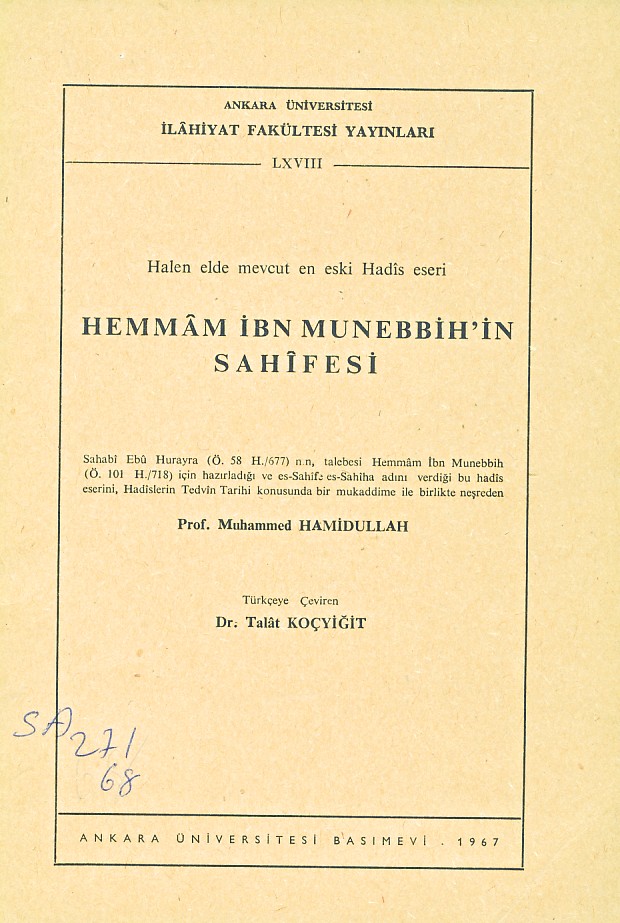 ANKARA ÜNİVERSİTESİ
İLÂHİYAT FAKÜLTESİ YAYINLARI
LXVIII
Halen elde mevcut en eski Hadîs eseri
HEMMÂM İBN MUNEBBİH'İN
SAHÎFESİ
Sahabî Ebû Hurayra (Ö. 58 H./677) n.n, talebesi Hemmâm İbn Munebbih
(Ö. 101 H./718) için hazırladığı ve es-Sahîfe es-Sahîha adını verdiği bu hadîs
eserini, Hadîslerin Tedvîn Tarihi konusunda bir mukaddime ile birlikte neşreden
Prof. Muhammed HAMİDULLAH
Türkçeye Çeviren
Dr. Talât KOÇYİĞİT
SA
271
68
ANKARA ÜNİVERSİTESİ BASIMEVİ . 1967